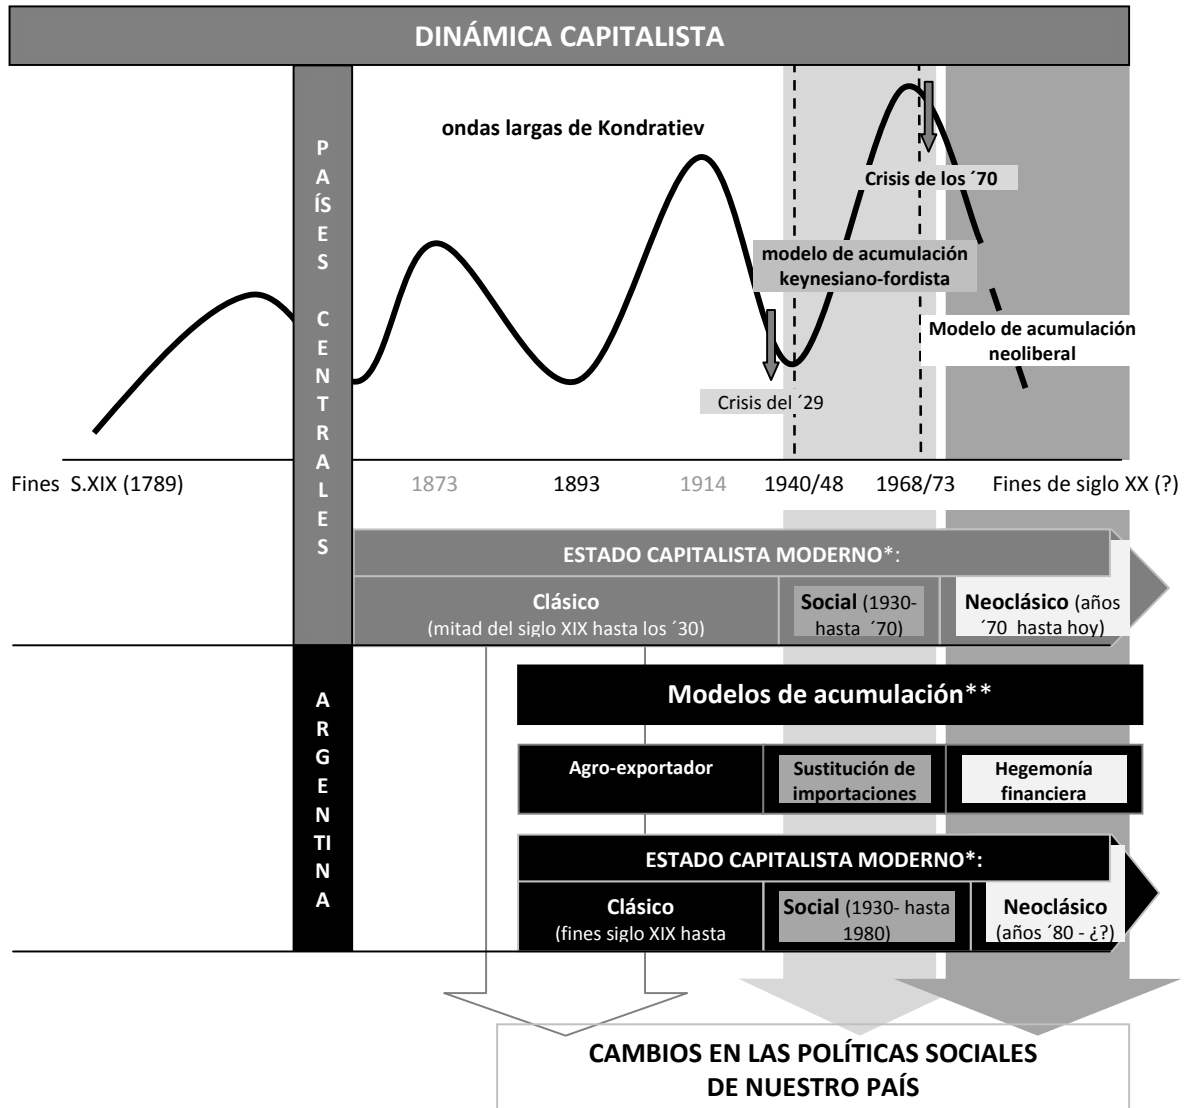 DINÁMICA CAPITALISTA
PAÍSES CENTRALES
ondas largas de Kondratiev
Crisis de los ´70
modelo de acumulación
keynesiano-fordista
Modelo de acumulación
neoliberal
Crisis del ´29
Fines S.XIX (1789)
1873
1893
1914
1940/48
1968/73
Fines de siglo XX (?)
ESTADO CAPITALISTA MODERNO*:
Clásico
(mitad del siglo XIX hasta los ´30)
Social (1930-
hasta ´70)
Neoclásico (años
´70 hasta hoy)
ARGENTINA
Modelos de acumulación**
Agro-exportador
Sustitución de
importaciones
Hegemonía
financiera
ESTADO CAPITALISTA MODERNO*:
Clásico
(fines siglo XIX hasta
Social (1930- hasta
1980)
Neoclásico
(años ´80 - ¿?)
CAMBIOS EN LAS POLÍTICAS SOCIALES
DE NUESTRO PAÍS